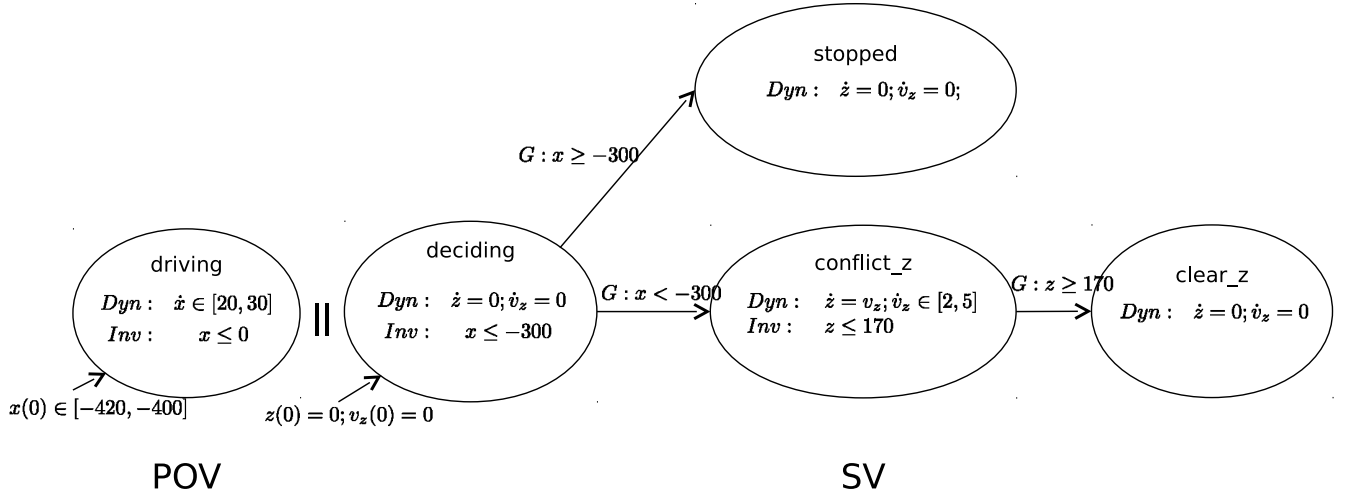 stopped
Dyn : ż = 0; v̇_z = 0;
G : x ≥ −300
driving
Dyn : ẋ ∈ [20, 30]
Inv : x ≤ 0
x(0) ∈ [−420, −400]
||
deciding
Dyn : ż = 0; v̇_z = 0
Inv : x ≤ −300
z(0) = 0; v_z(0) = 0
G : x < −300
conflict_z
Dyn : ż = v_z; v̇_z ∈ [2, 5]
Inv : z ≤ 170
G : z ≥ 170
clear_z
Dyn : ż = 0; v̇_z = 0
POV
SV